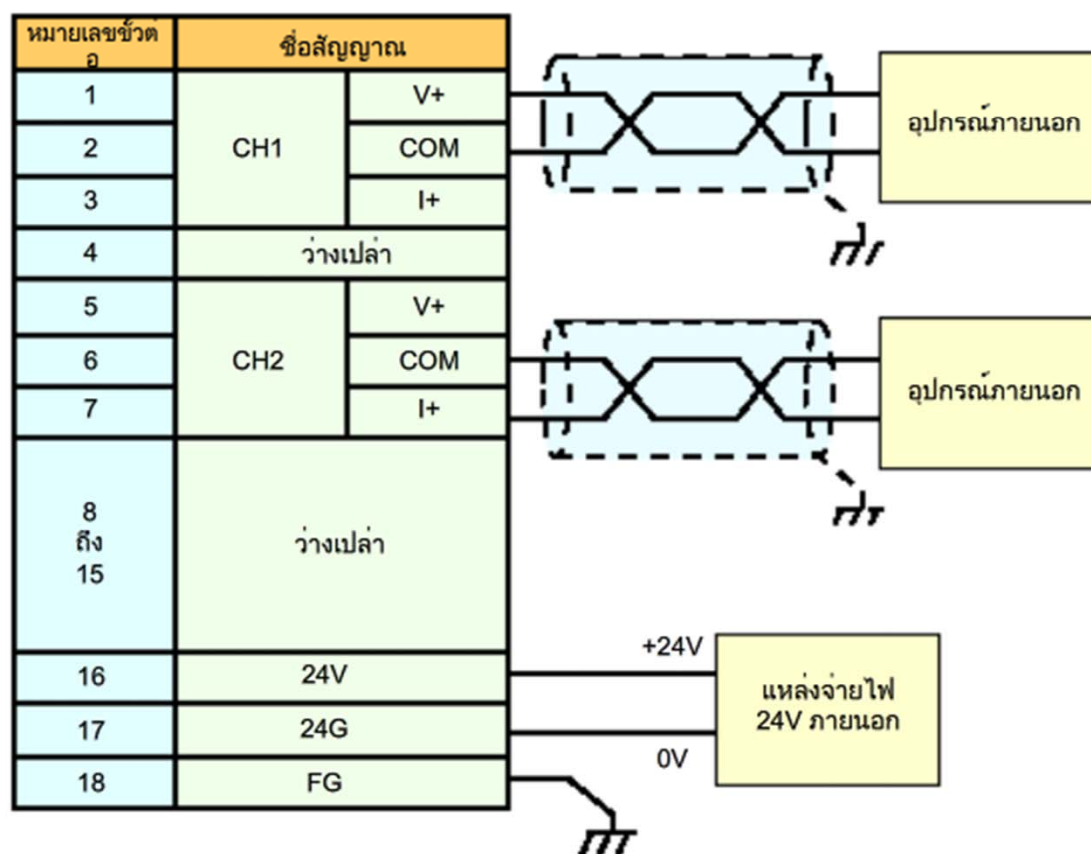 หมายเลขขั้วต่
อ
ชื่อสัญญาณ
1
CH1
V+
อุปกรณ์ภายนอก
2
COM
3
I+
4
ว่างเปล่า
5
CH2
V+
6
COM
อุปกรณ์ภายนอก
7
I+
8
ถึง
15
ว่างเปล่า
16
24V
+24V
แหล่งจ่ายไฟ
24V ภายนอก
17
24G
0V
18
FG